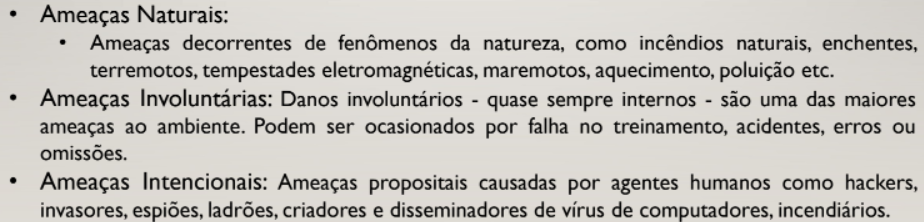 • Ameaças Naturais:
• Ameaças decorrentes de fenômenos da natureza, como incêndios naturais, enchentes,
terremotos, tempestades eletromagnéticas, maremotos, aquecimento, poluição etc.
• Ameaças Involuntárias: Danos involuntários - quase sempre internos - são uma das maiores
ameaças ao ambiente. Podem ser ocasionados por falha no treinamento, acidentes, erros ou
omissões.
• Ameaças Intencionais: Ameaças propositais causadas por agentes humanos como hackers,
invasores, espiões, ladrões, criadores e disseminadores de vírus de computadores, incendiários.